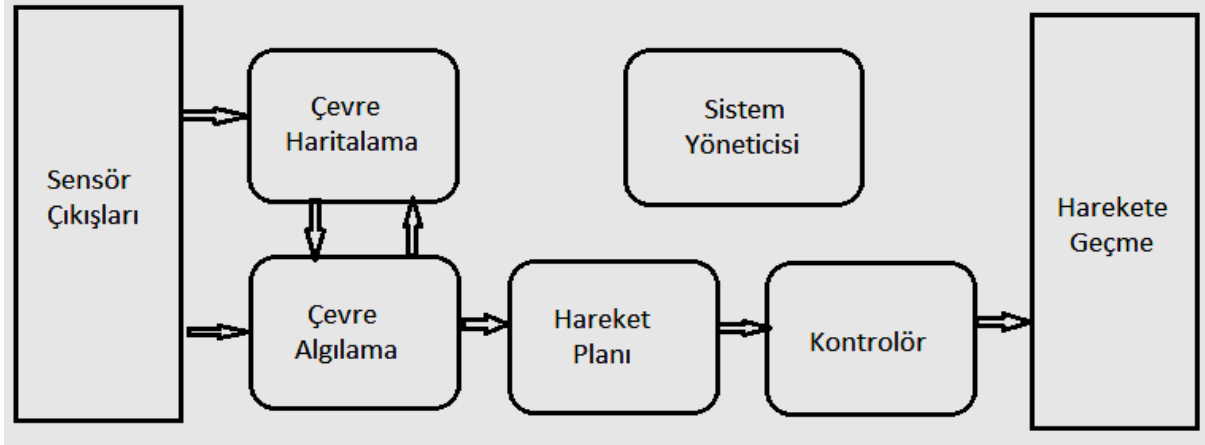 Sensör
Çıkışları
Çevre
Haritalama
Çevre
Algılama
Sistem
Yöneticisi
Hareket
Planı
Kontrolör
Harekete
Geçme